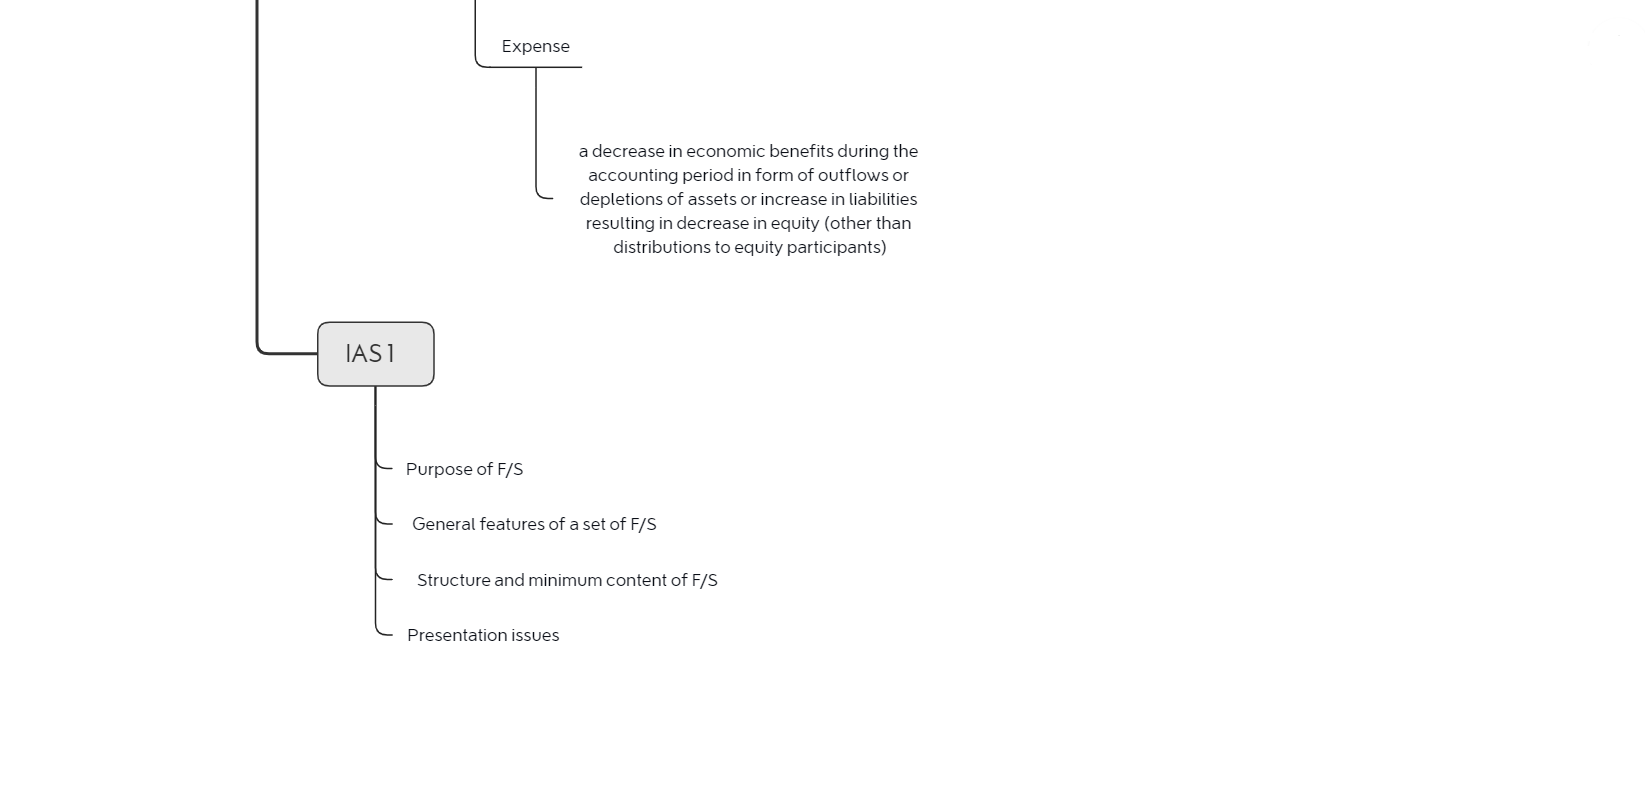 Expense
a decrease in economic benefits during the
accounting period in form of outflows or
depletions of assets or increase in liabilities
resulting in decrease in equity (other than
distributions to equity participants)
IAS1
Purpose of F/S
General features of a set of F/S
Structure and minimum content of F/S
Presentation issues